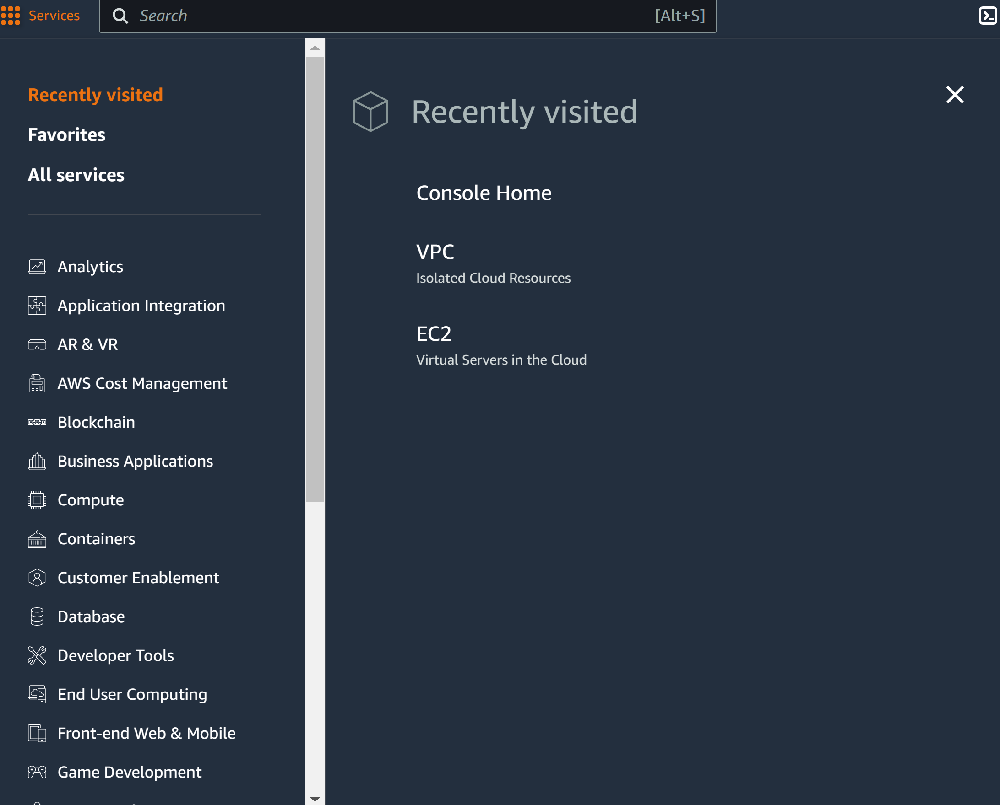 Services
Search
[Alt+S]
Recently visited
Favorites
All services
Analytics
Application Integration
AR & VR
AWS Cost Management
Blockchain
Business Applications
Compute
Containers
Customer Enablement
Database
Developer Tools
End User Computing
Front-end Web & Mobile
Game Development
Recently visited
Console Home
VPC
Isolated Cloud Resources
EC2
Virtual Servers in the Cloud